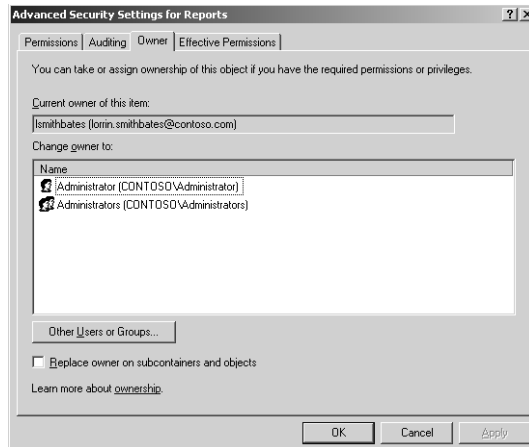 Advanced Security Settings for Reports
Permissions Auditing Owner Effective Permissions
You can take or assign ownership of this object if you have the required permissions or privileges.
Current owner of this item:
lsmithbates (lorrin.smithbates@contoso.com)
Change owner to:
Name
Administrator (CONTOSO\Administrator)
Administrators (CONTOSO\Administrators)
Other Users or Groups...
Replace owner on subcontainers and objects
Learn more about ownership.
OK Cancel Apply